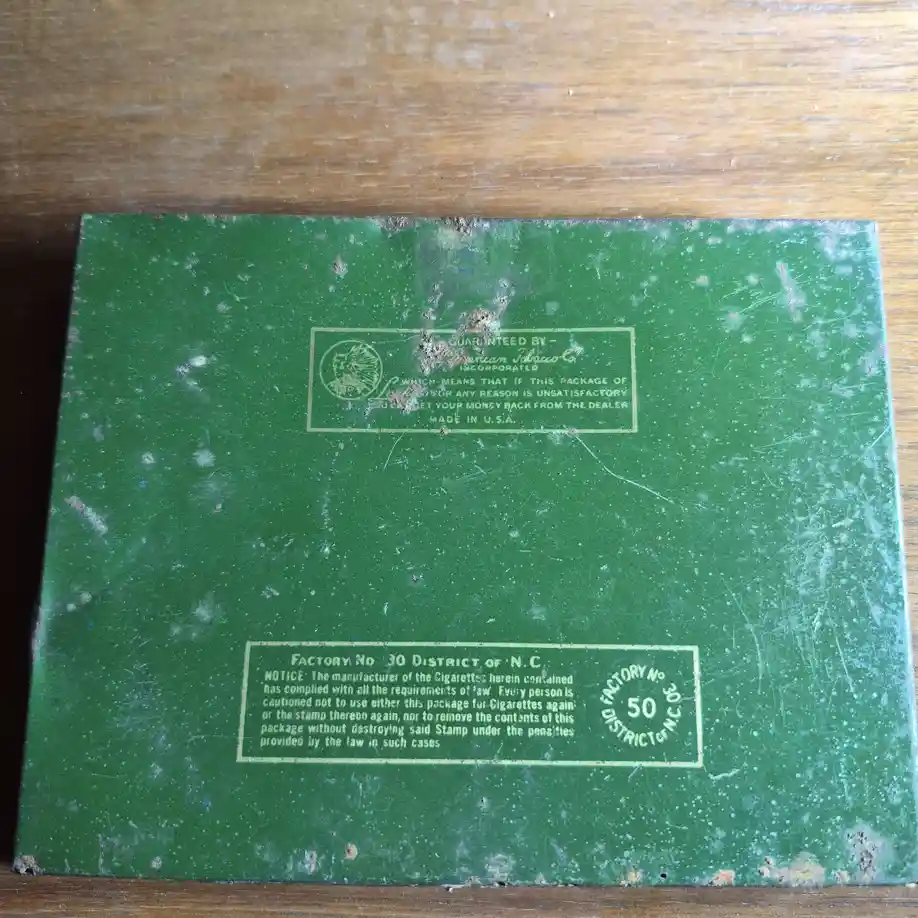 GUARANTEED BY -
American Tobacco Co.
INCORPORATED
WHICH MEANS THAT IF THIS PACKAGE OF
FOR ANY REASON IS UNSATISFACTORY
GET YOUR MONEY BACK FROM THE DEALER
MADE IN U.S.A.
FACTORY No 30 DISTRICT OF N.C.
NOTICE: The manufacturer of the Cigarettes herein contained
has complied with all the requirements of law Every person is
cautioned not to use either this package for Cigarettes again
or the stamp thereon again, nor to remove the contents of this
package without destroying said Stamp under the penalties
provided by the law in such cases
FACTORY No 30
50
DISTRICT OF N.C.